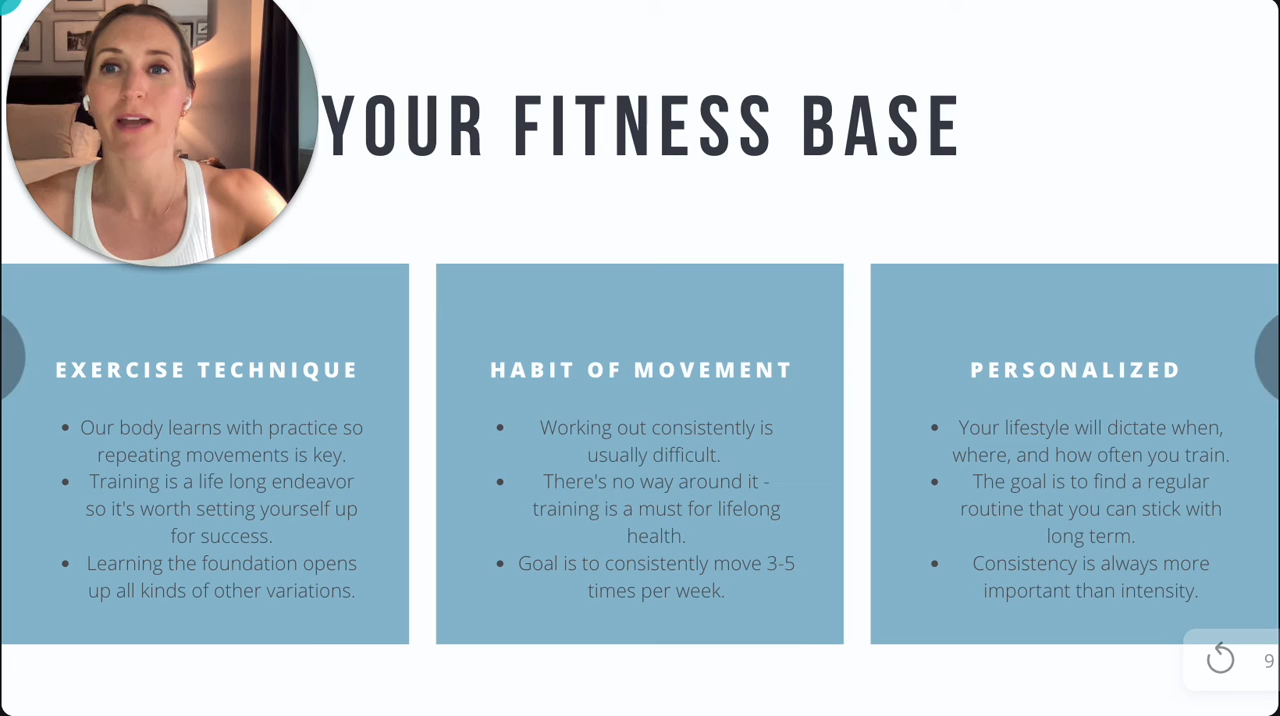 YOUR FITNESS BASE
EXERCISE TECHNIQUE
• Our body learns with practice so
repeating movements is key.
• Training is a life long endeavor
so it's worth setting yourself up
for success.
• Learning the foundation opens
up all kinds of other variations.
HABIT OF MOVEMENT
• Working out consistently is
usually difficult.
• There's no way around it -
training is a must for lifelong
health.
• Goal is to consistently move 3-5
times per week.
PERSONALIZED
• Your lifestyle will dictate when,
where, and how often you train.
• The goal is to find a regular
routine that you can stick with
long term.
• Consistency is always more
important than intensity.
9